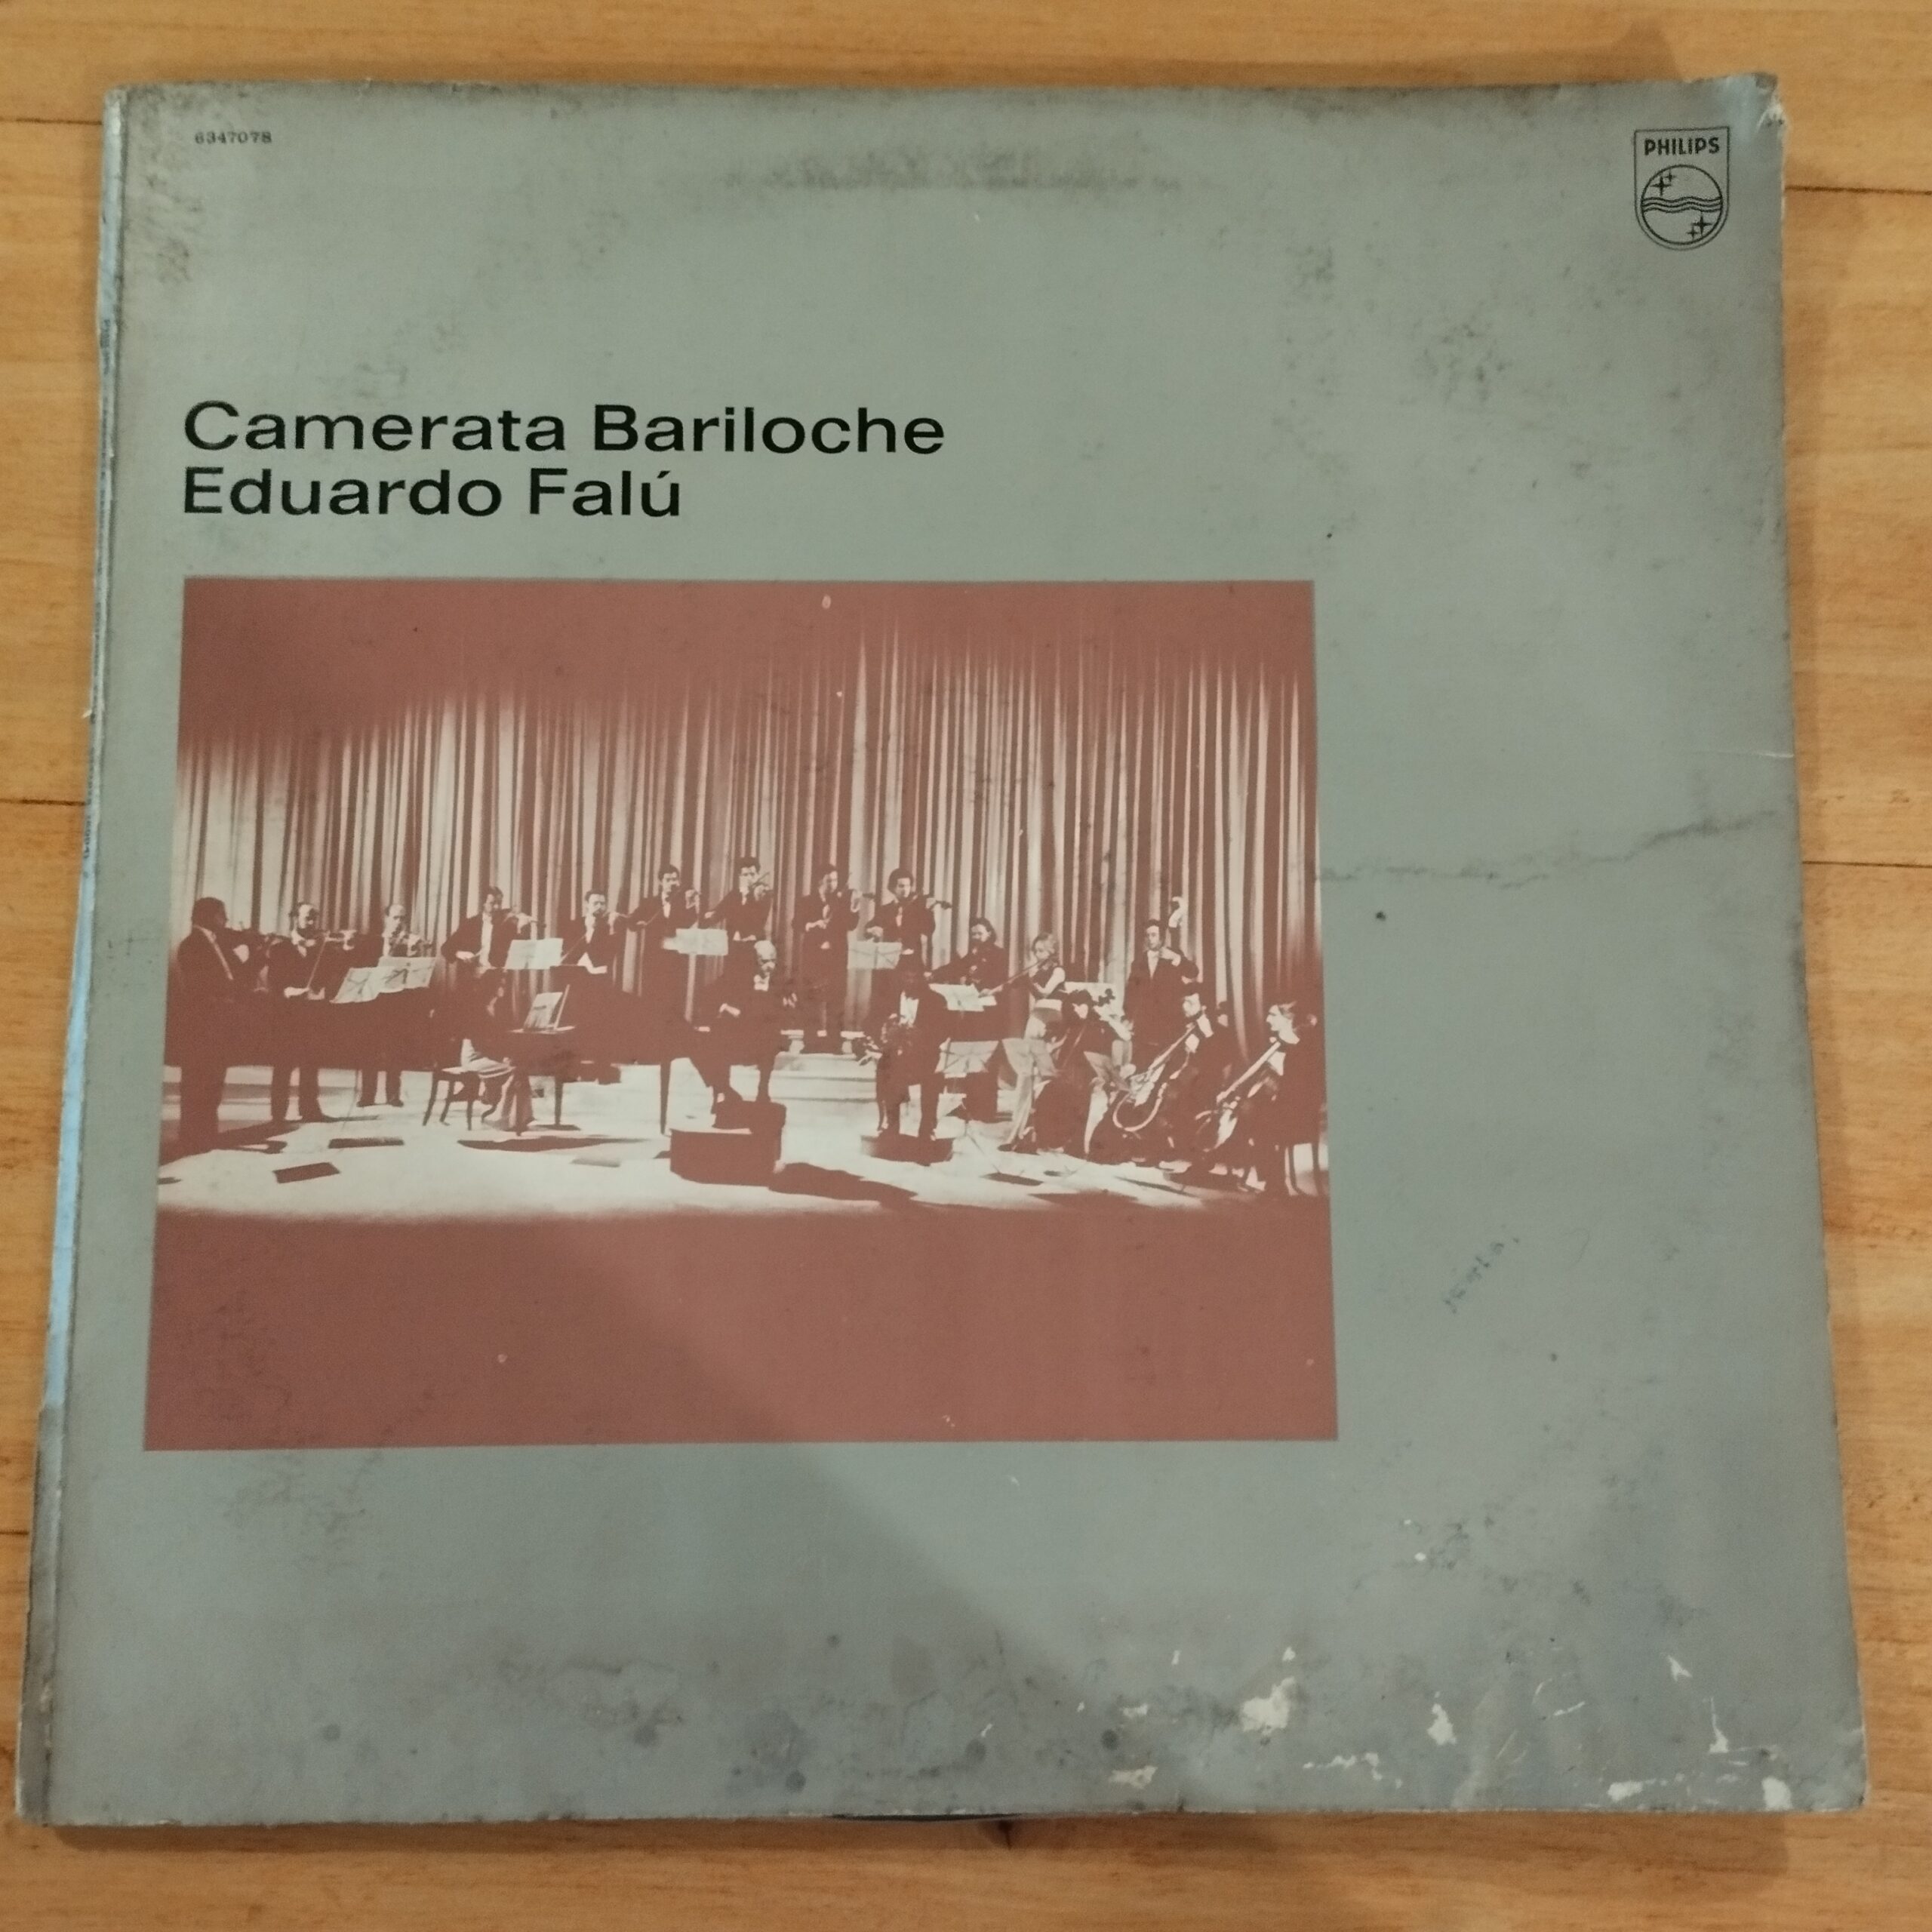 6347078
PHILIPS
Camerata Bariloche
Eduardo Falú